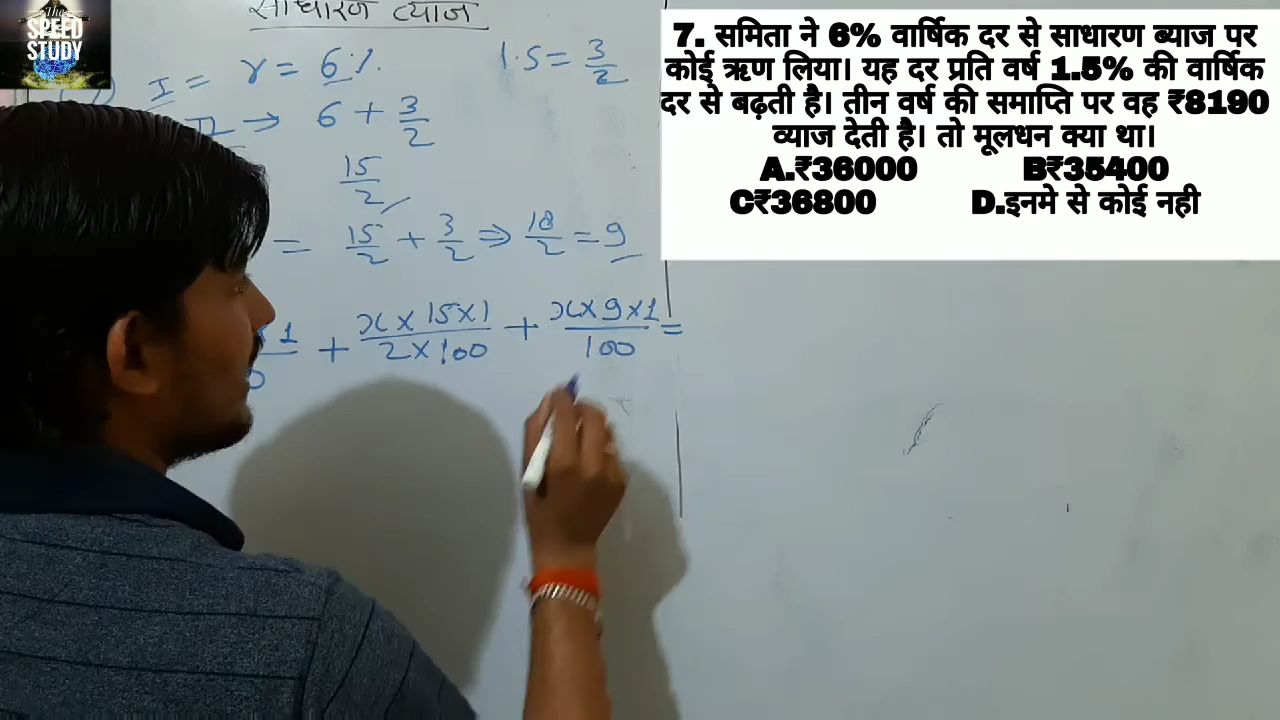 The
SPEED
STUDY
साधारण ब्याज
I = r = 6 %.
1.5 = 3/2
II → 6 + 3/2
15/2
= 15/2 + 3/2 ⇒ 18/2 = 9
× 1 + x × 15 × 1 / 2 × 100 + x × 9 × 1 / 100 =
7. समिता ने 6% वार्षिक दर से साधारण ब्याज पर
कोई ऋण लिया। यह दर प्रति वर्ष 1.5% की वार्षिक
दर से बढ़ती है। तीन वर्ष की समाप्ति पर वह ₹8190
ब्याज देती है। तो मूलधन क्या था।
A.₹36000 B₹35400
C₹36800 D.इनमे से कोई नही